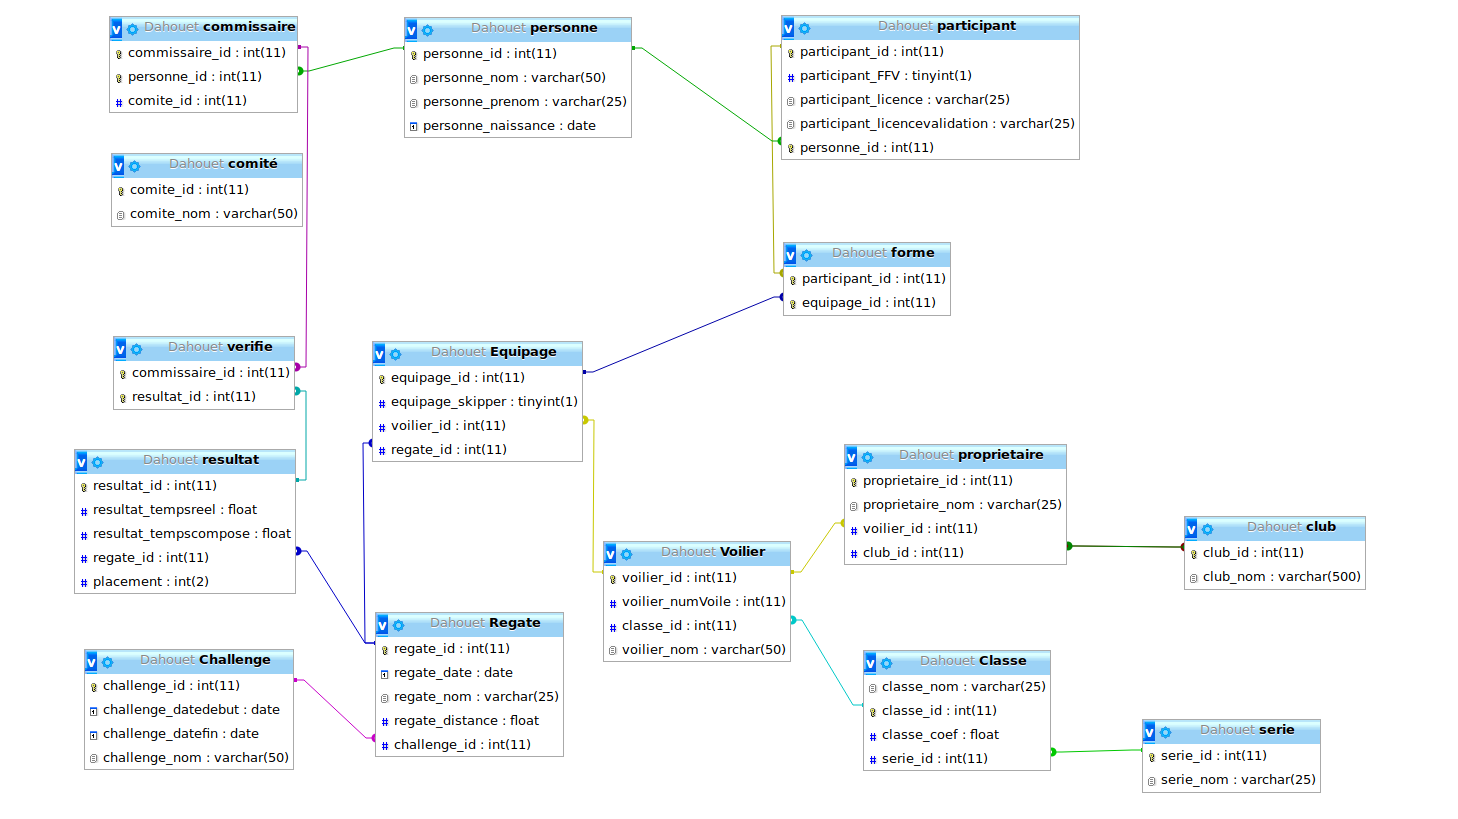 Dahouet commissaire
commissaire_id : int(11)
personne_id : int(11)
comite_id : int(11)
Dahouet personne
personne_id : int(11)
personne_nom : varchar(50)
personne_prenom : varchar(25)
personne_naissance : date
Dahouet participant
participant_id : int(11)
participant_FFV : tinyint(1)
participant_licence : varchar(25)
participant_licencevalidation : varchar(25)
personne_id : int(11)
Dahouet comité
comite_id : int(11)
comite_nom : varchar(50)
Dahouet forme
participant_id : int(11)
equipage_id : int(11)
Dahouet verifie
commissaire_id : int(11)
resultat_id : int(11)
Dahouet Equipage
equipage_id : int(11)
equipage_skipper : tinyint(1)
voilier_id : int(11)
regate_id : int(11)
Dahouet resultat
resultat_id : int(11)
resultat_tempsreel : float
resultat_tempscompose : float
regate_id : int(11)
placement : int(2)
Dahouet proprietaire
proprietaire_id : int(11)
proprietaire_nom : varchar(25)
voilier_id : int(11)
club_id : int(11)
Dahouet club
club_id : int(11)
club_nom : varchar(500)
Dahouet Voilier
voilier_id : int(11)
voilier_numVoile : int(11)
classe_id : int(11)
voilier_nom : varchar(50)
Dahouet Regate
regate_id : int(11)
regate_date : date
regate_nom : varchar(25)
regate_distance : float
challenge_id : int(11)
Dahouet Challenge
challenge_id : int(11)
challenge_datedebut : date
challenge_datefin : date
challenge_nom : varchar(50)
Dahouet Classe
classe_nom : varchar(25)
classe_id : int(11)
classe_coef : float
serie_id : int(11)
Dahouet serie
serie_id : int(11)
serie_nom : varchar(25)